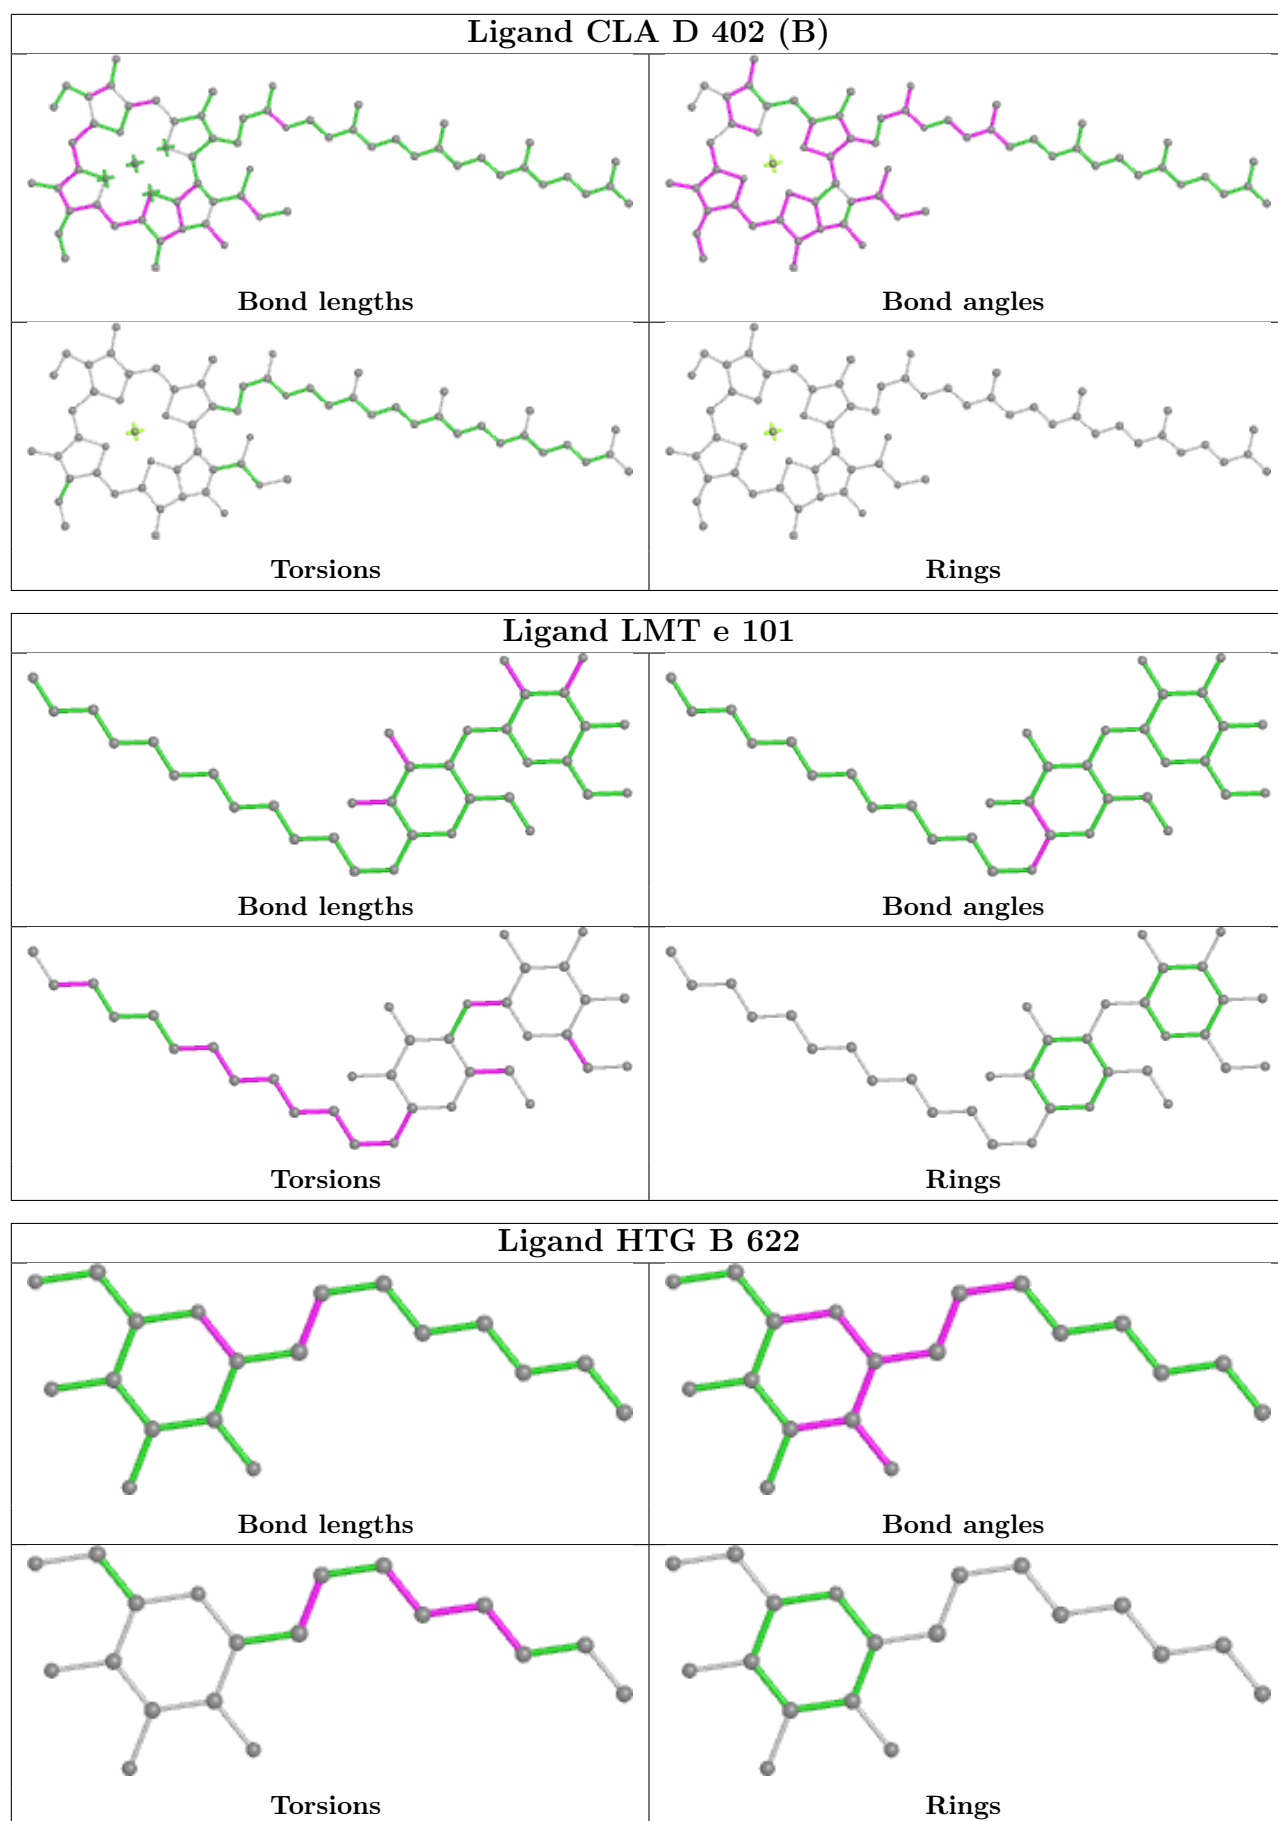 Ligand CLA D 402 (B)
Bond lengths
Bond angles
Torsions
Rings
Ligand LMT e 101
Bond lengths
Bond angles
Torsions
Rings
Ligand HTG B 622
Bond lengths
Bond angles
Torsions
Rings